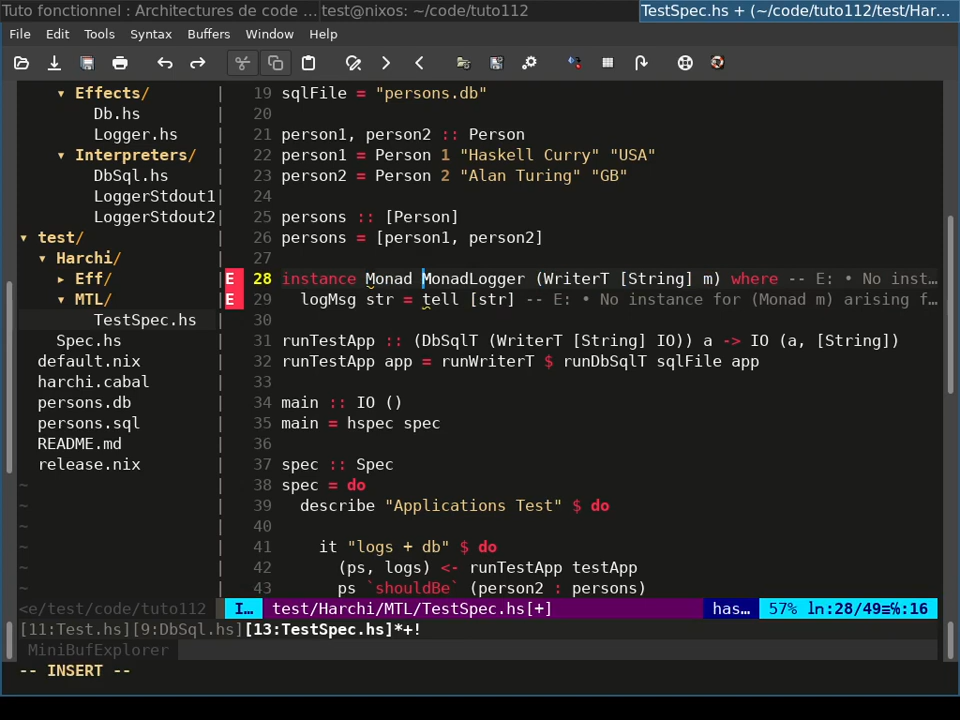 Tuto fonctionnel : Architectures de code ... test@nixos: ~/code/tuto112 TestSpec.hs + (~/code/tuto112/test/Har...
File Edit Tools Syntax Buffers Window Help
▾ Effects/
Db.hs
Logger.hs
▾ Interpreters/
DbSql.hs
LoggerStdout1
LoggerStdout2
▾ test/
▾ Harchi/
▸ Eff/
▾ MTL/
TestSpec.hs
Spec.hs
default.nix
harchi.cabal
persons.db
persons.sql
README.md
release.nix
~
~
~
~
~
~
<e/test/code/tuto112
19 sqlFile = "persons.db"
20
21 person1, person2 :: Person
22 person1 = Person 1 "Haskell Curry" "USA"
23 person2 = Person 2 "Alan Turing" "GB"
24
25 persons :: [Person]
26 persons = [person1, person2]
27
E 28 instance Monad MonadLogger (WriterT [String] m) where -- E: • No inst…
E 29   logMsg str = tell [str] -- E: • No instance for (Monad m) arising f…
30
31 runTestApp :: (DbSqlT (WriterT [String] IO)) a -> IO (a, [String])
32 runTestApp app = runWriterT $ runDbSqlT sqlFile app
33
34 main :: IO ()
35 main = hspec spec
36
37 spec :: Spec
38 spec = do
39   describe "Applications Test" $ do
40
41     it "logs + db" $ do
42       (ps, logs) <- runTestApp testApp
43       ps `shouldBe` (person2 : persons)
I… test/Harchi/MTL/TestSpec.hs[+] has… 57% ln:28/49≡℅:16
[11:Test.hs][9:DbSql.hs][13:TestSpec.hs]*+!
MiniBufExplorer
-- INSERT --